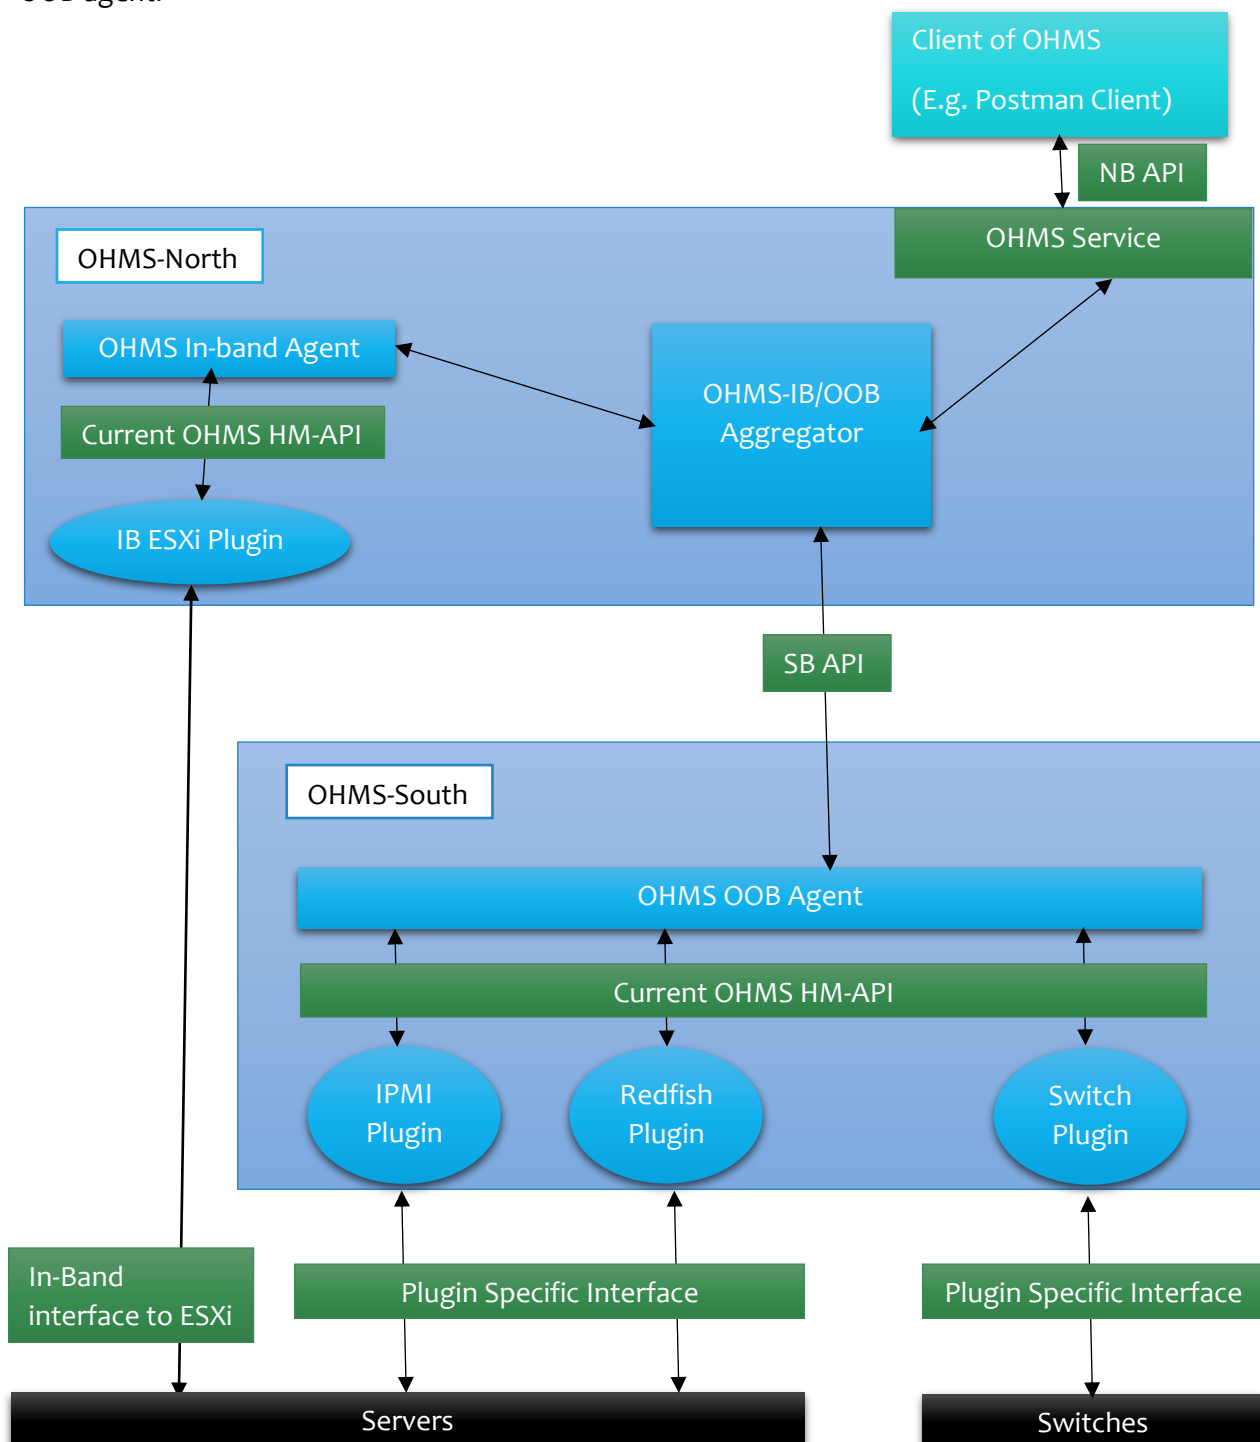 OOB agent.
Client of OHMS
(E.g. Postman Client)
NB API
OHMS Service
OHMS-North
OHMS In-band Agent
Current OHMS HM-API
IB ESXi Plugin
OHMS-IB/OOB
Aggregator
SB API
OHMS-South
OHMS OOB Agent
Current OHMS HM-API
IPMI
Plugin
Redfish
Plugin
Switch
Plugin
In-Band
interface to ESXi
Plugin Specific Interface
Plugin Specific Interface
Servers
Switches